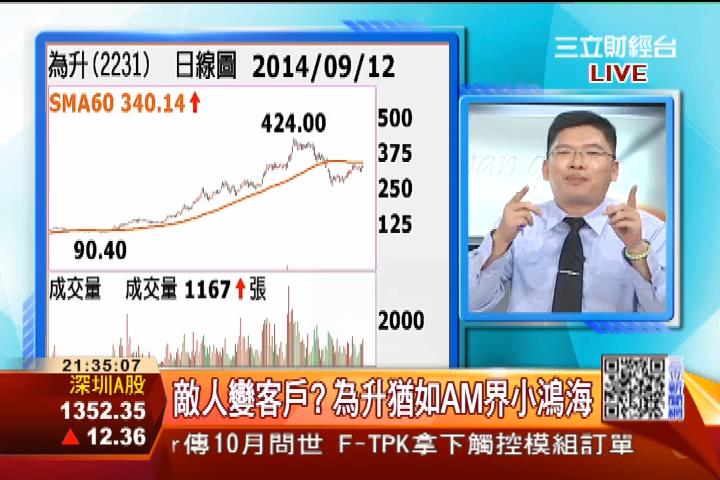 為升(2231) 日線圖 2014/09/12
三立財經台
LIVE
SMA60 340.14↑
424.00
90.40
500
375
250
125
成交量 成交量 1167↑張
2000
21:35:07
深圳A股
1352.35
▲ 12.36
敵人變客戶? 為升猶如AM界小鴻海
r傳10月問世 F-TPK拿下觸控模組訂單